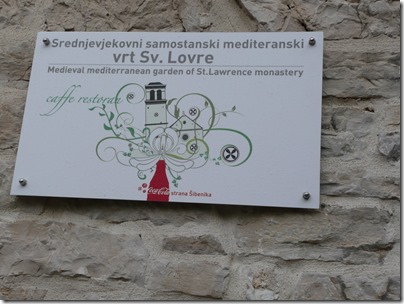 Srednjevjekovni samostanski mediteranski
vrt Sv. Lovre
Medieval mediterranean garden of St.Lawrence monastery
caffe restoran
Coca-Cola strana Šibenika